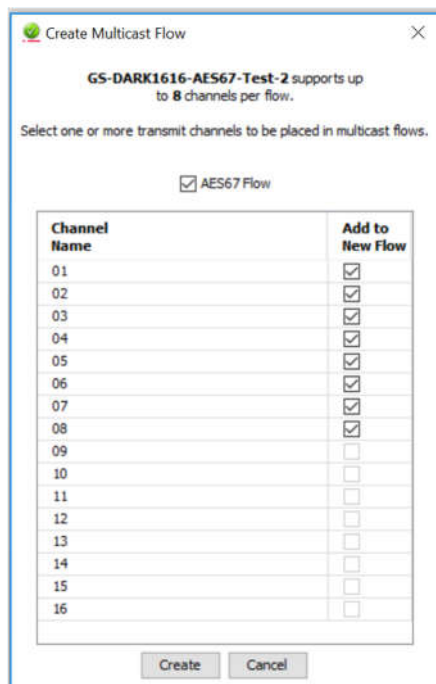 Create Multicast Flow
GS-DARK1616-AES67-Test-2 supports up
to 8 channels per flow.
Select one or more transmit channels to be placed in multicast flows.
AES67 Flow
Channel Name
Add to New Flow
01
02
03
04
05
06
07
08
09
10
11
12
13
14
15
16
Create Cancel